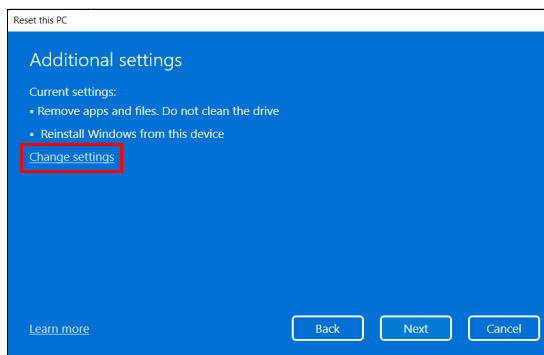 Reset this PC
Additional settings
Current settings:
• Remove apps and files. Do not clean the drive
• Reinstall Windows from this device
Change settings
Learn more
Back
Next
Cancel